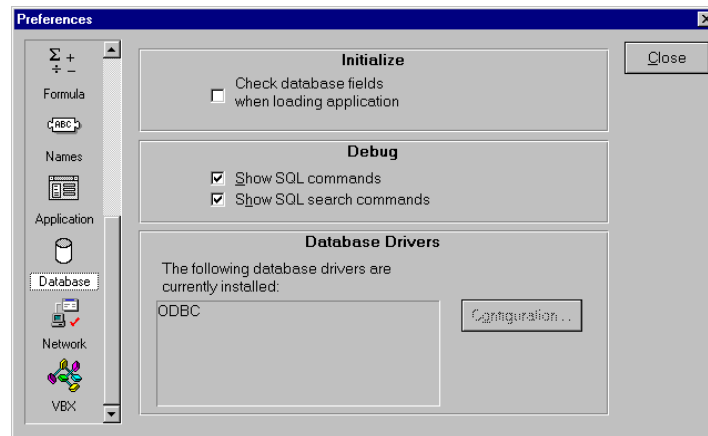 Preferences
Σ +
÷ −
Formula
ABC
Names
Application
Database
Network
VBX
Initialize
Check database fields
when loading application
Debug
Show SQL commands
Show SQL search commands
Database Drivers
The following database drivers are
currently installed:
ODBC
Configuration . .
Close